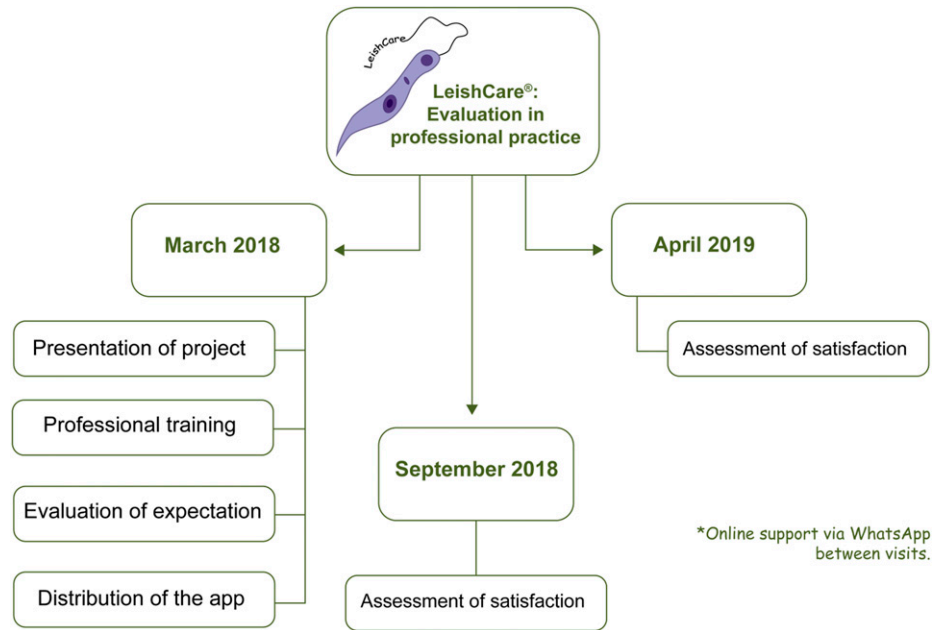 LeishCare
LeishCare®:
Evaluation in
professional practice
March 2018
Presentation of project
Professional training
Evaluation of expectation
Distribution of the app
September 2018
Assessment of satisfaction
April 2019
Assessment of satisfaction
*Online support via WhatsApp
between visits.